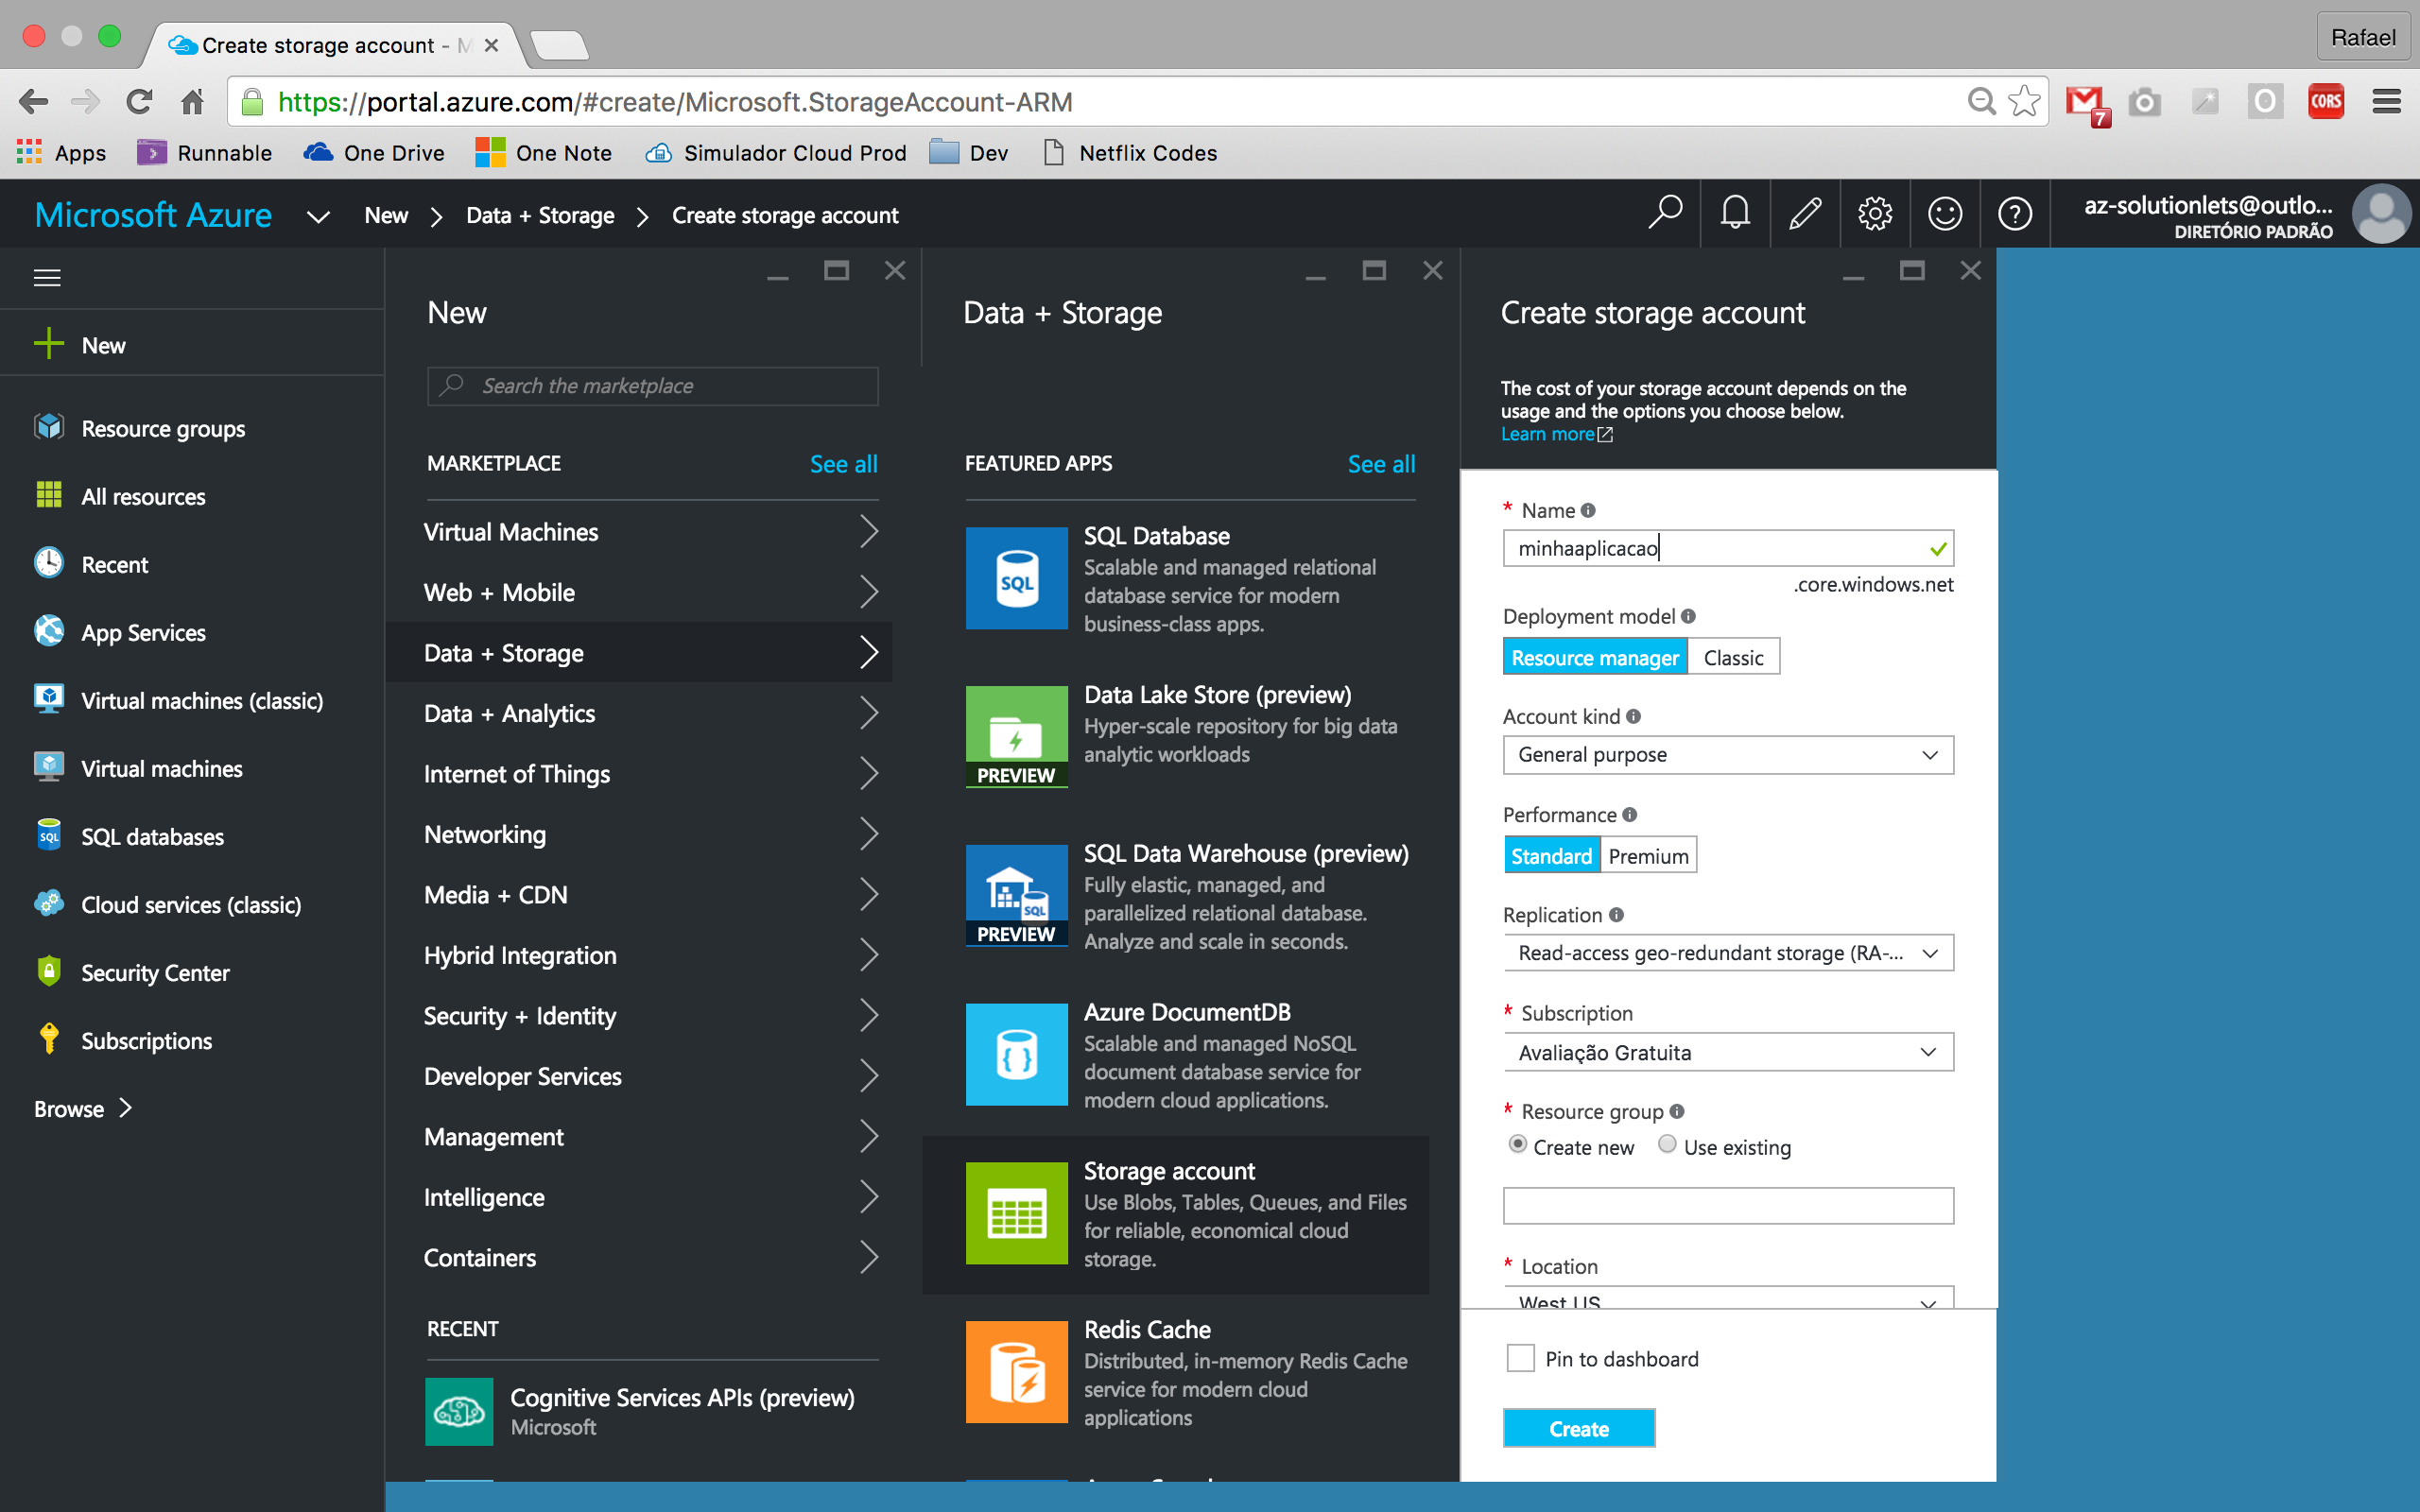 Create storage account - M
Rafael
https://portal.azure.com/#create/Microsoft.StorageAccount-ARM
7
O
CORS
Apps
Runnable
One Drive
One Note
Simulador Cloud Prod
Dev
Netflix Codes
Microsoft Azure
New
Data + Storage
Create storage account
az-solutionlets@outlo...
DIRETÓRIO PADRÃO
New
Resource groups
All resources
Recent
App Services
Virtual machines (classic)
Virtual machines
SQL databases
Cloud services (classic)
Security Center
Subscriptions
Browse
New
Search the marketplace
MARKETPLACE
See all
Virtual Machines
Web + Mobile
Data + Storage
Data + Analytics
Internet of Things
Networking
Media + CDN
Hybrid Integration
Security + Identity
Developer Services
Management
Intelligence
Containers
RECENT
Cognitive Services APIs (preview)
Microsoft
Data + Storage
FEATURED APPS
See all
SQL
SQL Database
Scalable and managed relational
database service for modern
business-class apps.
PREVIEW
Data Lake Store (preview)
Hyper-scale repository for big data
analytic workloads
SQL
PREVIEW
SQL Data Warehouse (preview)
Fully elastic, managed, and
parallelized relational database.
Analyze and scale in seconds.
Azure DocumentDB
Scalable and managed NoSQL
document database service for
modern cloud applications.
Storage account
Use Blobs, Tables, Queues, and Files
for reliable, economical cloud
storage.
Redis Cache
Distributed, in-memory Redis Cache
service for modern cloud
applications
Create storage account
The cost of your storage account depends on the
usage and the options you choose below.
Learn more
* Name
minhaaplicacao
.core.windows.net
Deployment model
Resource manager
Classic
Account kind
General purpose
Performance
Standard
Premium
Replication
Read-access geo-redundant storage (RA-...
* Subscription
Avaliação Gratuita
* Resource group
Create new
Use existing
* Location
West US
Pin to dashboard
Create